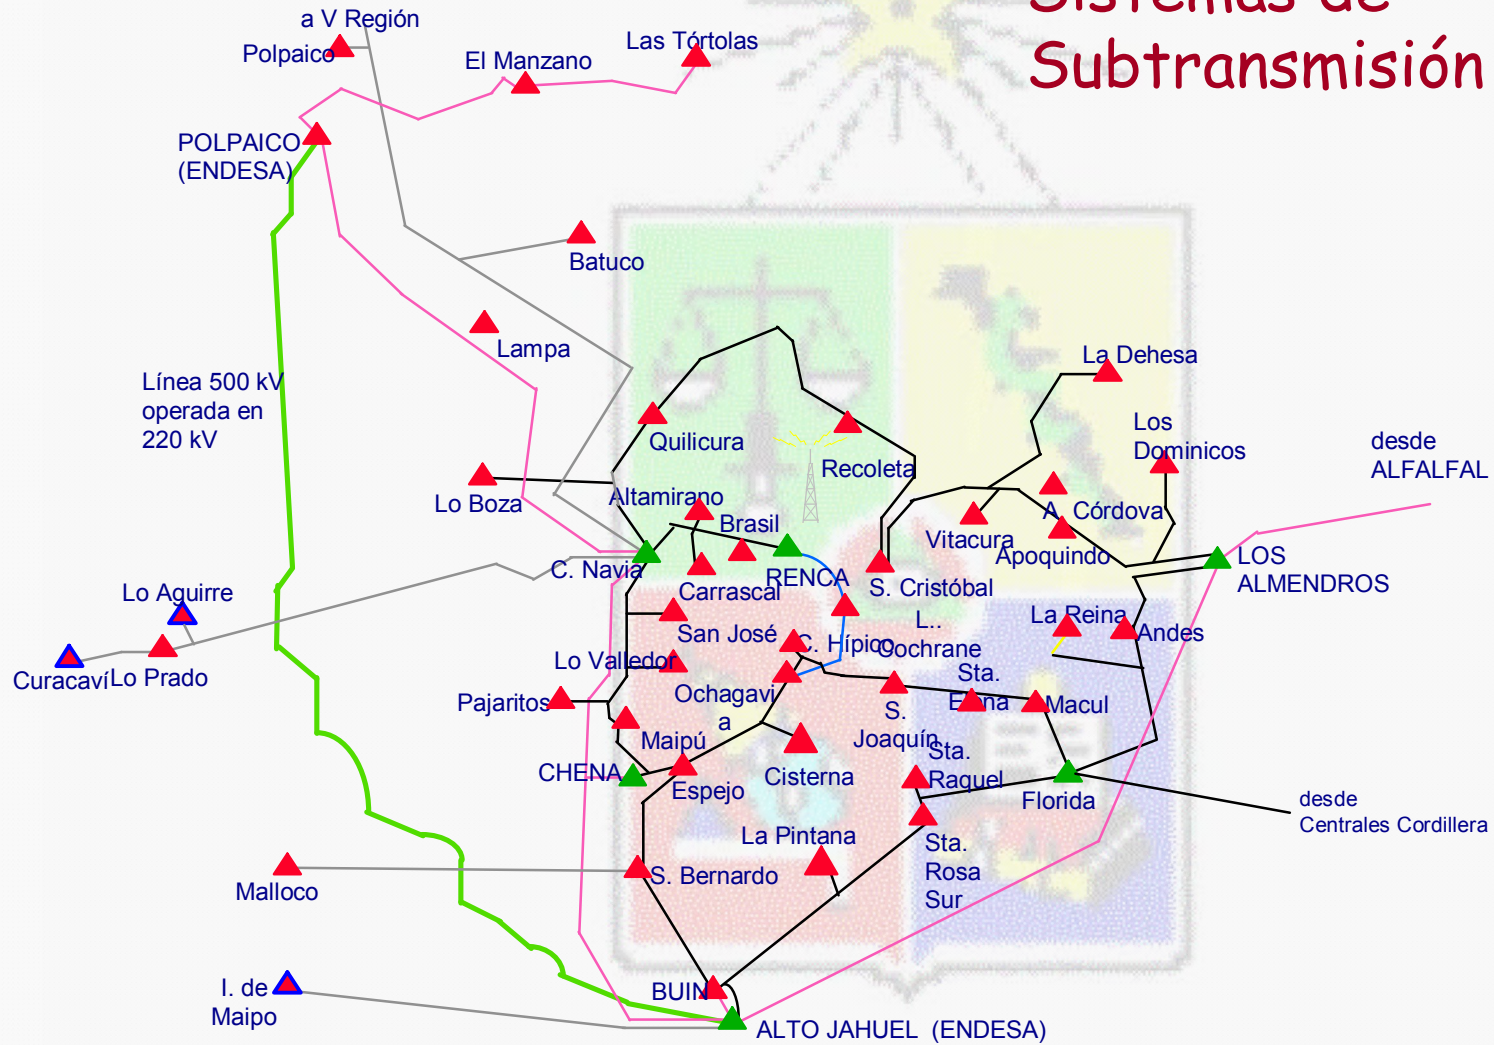 Sistemas de
Subtransmisión
a V Región
Polpaico
El Manzano
Las Tórtolas
POLPAICO
(ENDESA)
Batuco
Lampa
Línea 500 kV
operada en
220 kV
La Dehesa
Quilicura
Recoleta
Los
Dominicos
desde
ALFALFAL
Lo Boza
Altamirano
Brasil
A. Córdova
Vitacura
Apoquindo
C. Navia
RENCA
Carrascal
S. Cristóbal
LOS
ALMENDROS
Lo Aguirre
San José
C. Hípico
L..
Cochrane
La Reina
Andes
Curacaví
Lo Prado
Lo Valledor
Pajaritos
Ochagavi
a
Sta.
Elena
Macul
S.
Joaquín
Maipú
CHENA
Espejo
Cisterna
Sta.
Raquel
Florida
desde
Centrales Cordillera
La Pintana
Sta.
Rosa
Sur
Malloco
S. Bernardo
I. de
Maipo
BUIN
ALTO JAHUEL (ENDESA)